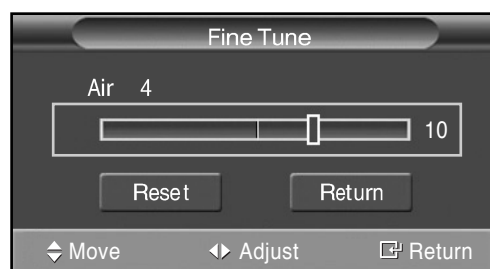 Fine Tune
Air 4
10
Reset Return
Move Adjust Return